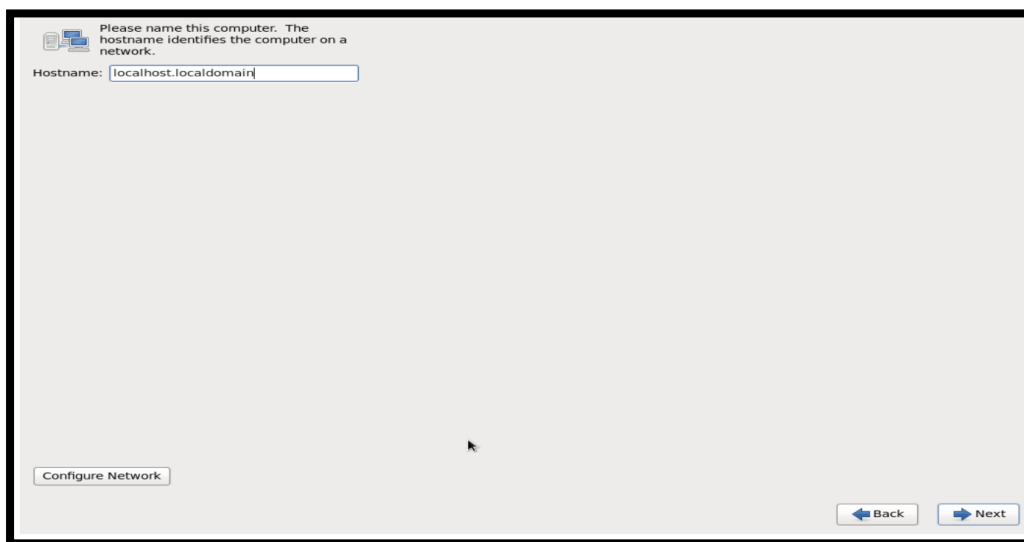 Please name this computer.  The
hostname identifies the computer on a
network.
Hostname: localhost.localdomain
Configure Network
Back Next